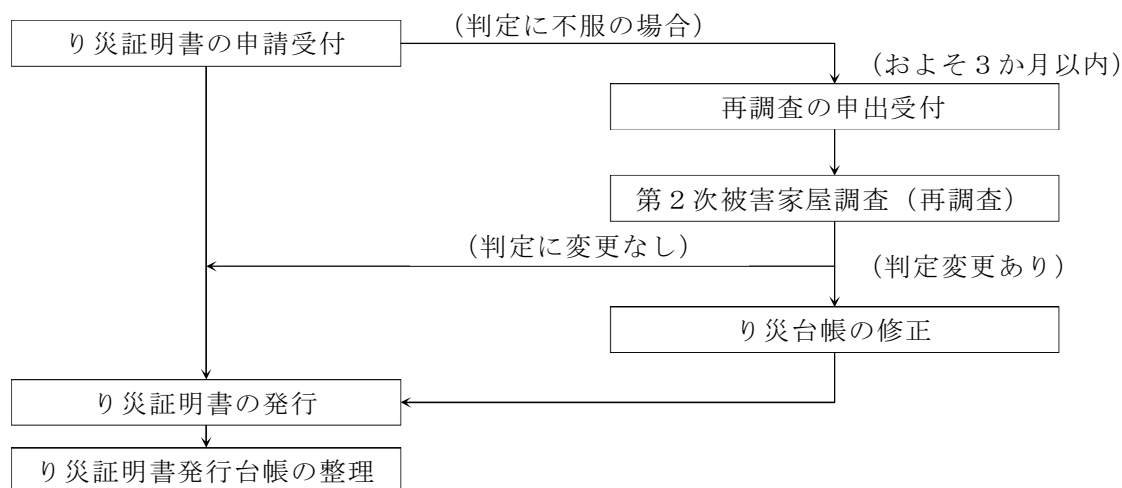 り災証明書の申請受付
（判定に不服の場合）
（およそ３か月以内）
再調査の申出受付
第２次被害家屋調査（再調査）
（判定に変更なし）
（判定変更あり）
り災台帳の修正
り災証明書の発行
り災証明書発行台帳の整理